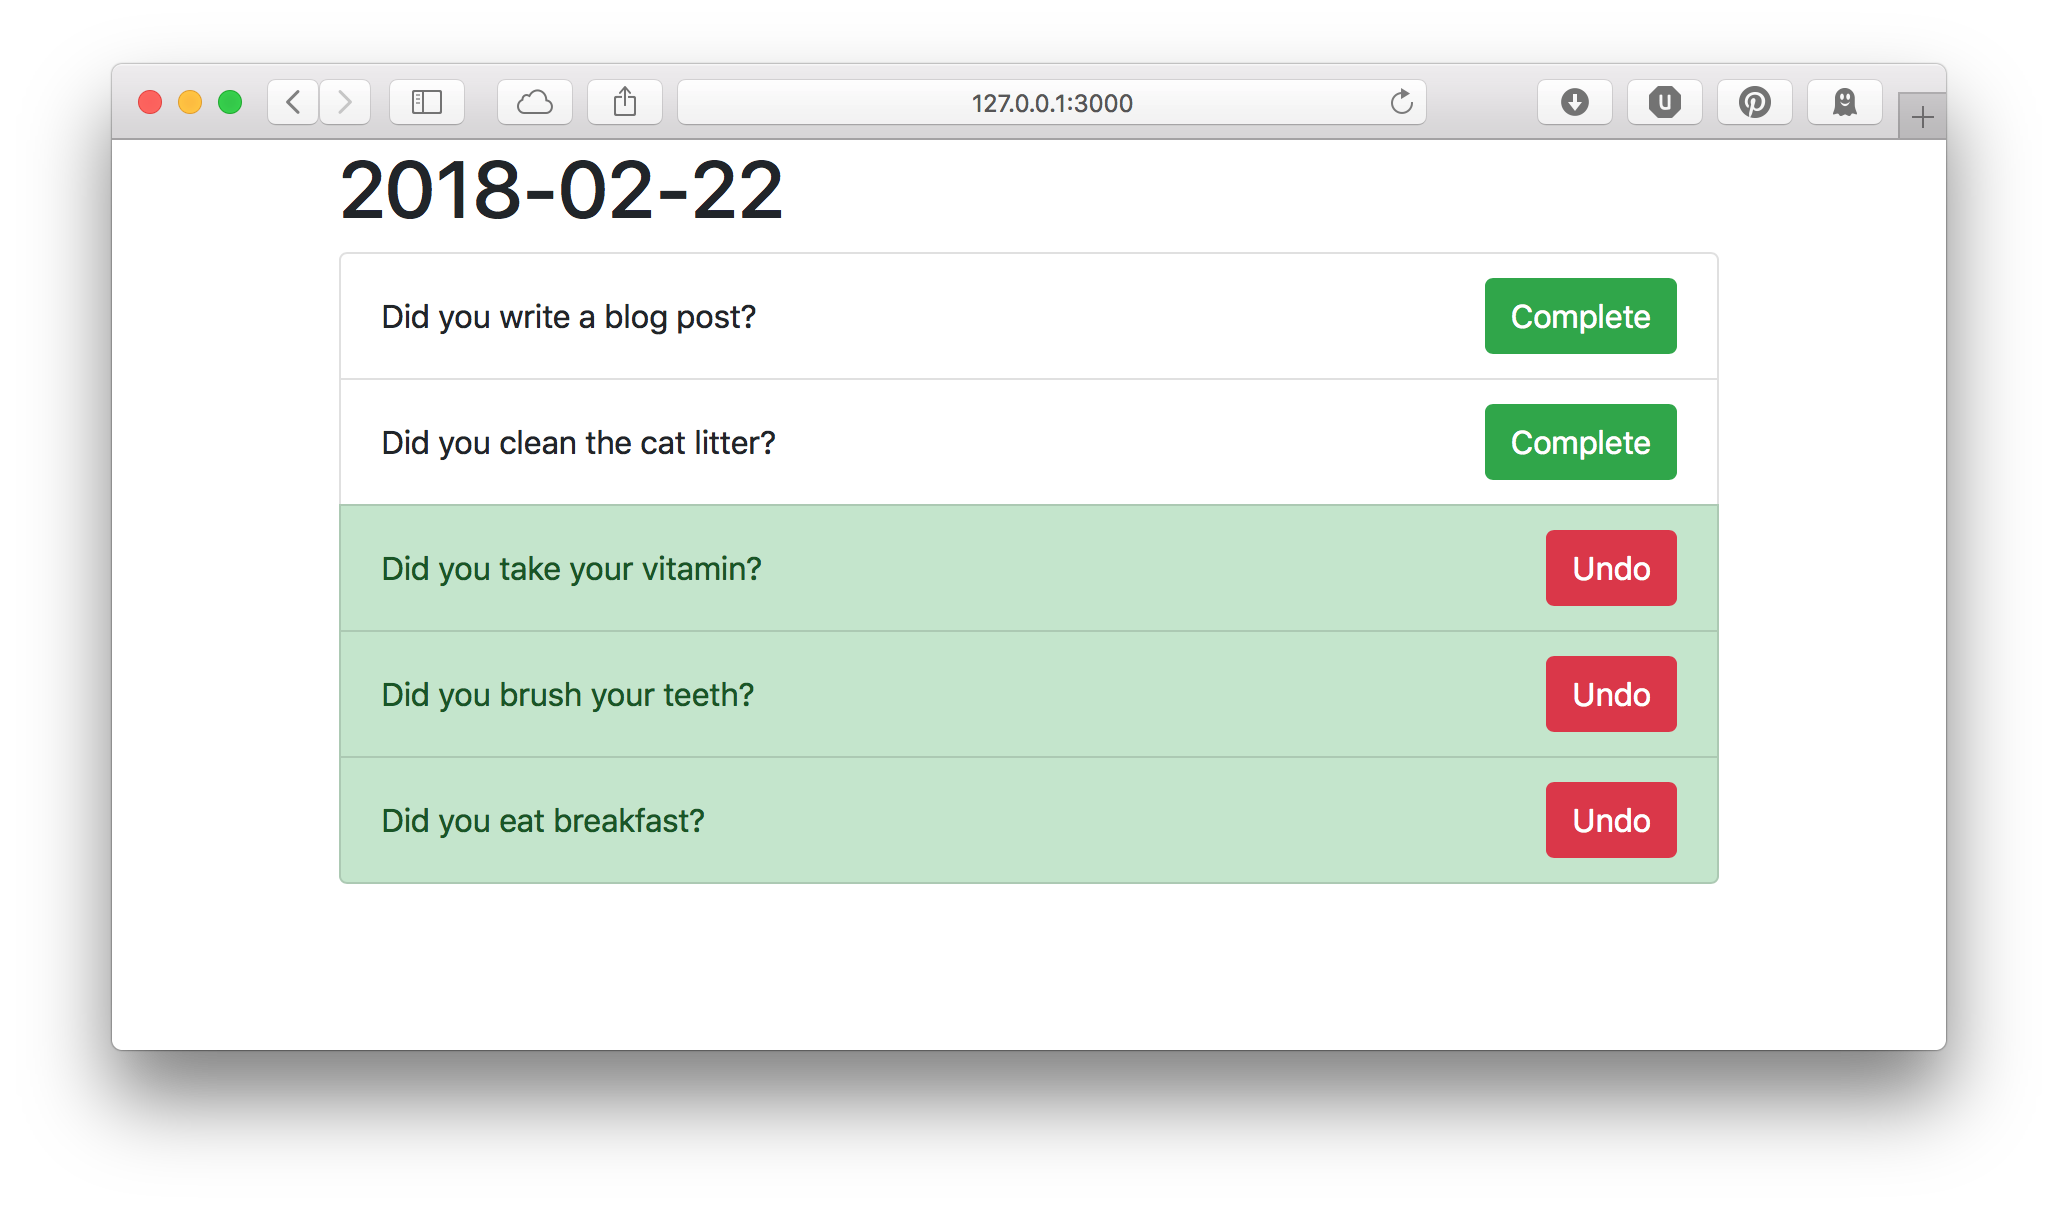 127.0.0.1:3000
U
2018-02-22
Did you write a blog post? Complete
Did you clean the cat litter? Complete
Did you take your vitamin? Undo
Did you brush your teeth? Undo
Did you eat breakfast? Undo